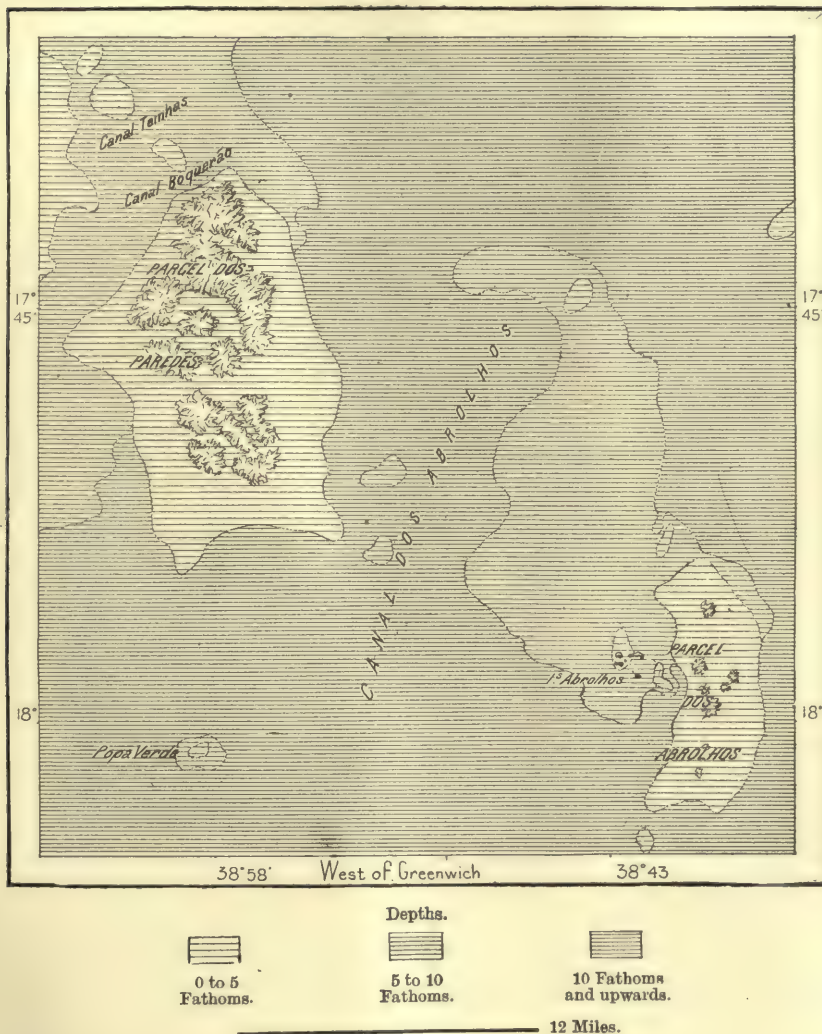 Canal Teinhas
Canal Boquerão
PARCEL DOS
17°
45'
17°
45'
PAREDES
CANAL DOS ABROLHOS
PARCEL
Iˢ Abrolhos
DOS
18°
18°
Popa Verde
ABROLHOS
38°58'
West of Greenwich
38°43
Depths.
0 to 5
Fathoms.
5 to 10
Fathoms.
10 Fathoms
and upwards.
12 Miles.